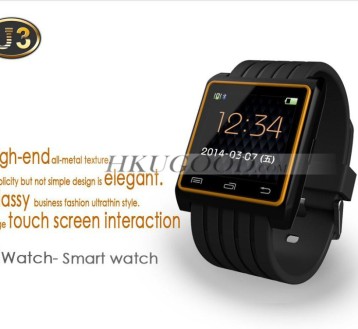 U3
12:34
2014-03-07 (五)
HKUGOOD
gh-end all-metal texture
plicity but not simple design is elegant.
assy business fashion ultrathin style.
ge touch screen interaction
Watch- Smart watch